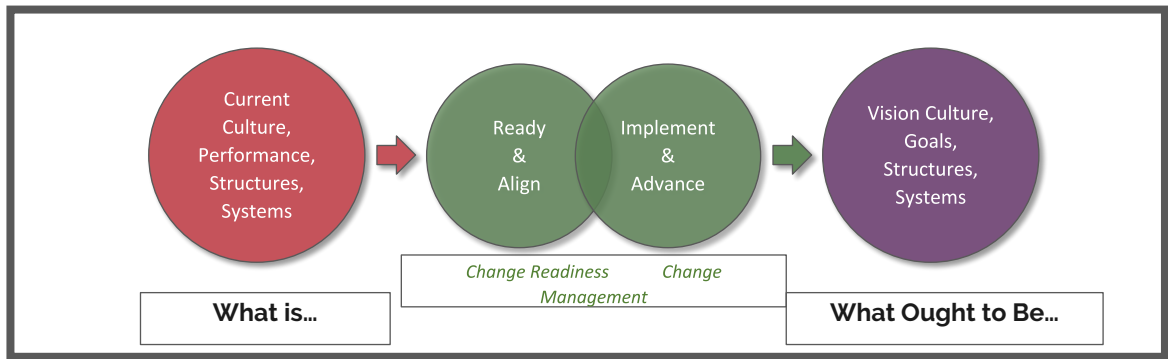 Current
Culture,
Performance,
Structures,
Systems
Ready
&
Align
Implement
&
Advance
Vision Culture,
Goals,
Structures,
Systems
Change Readiness Change
Management
What is...
What Ought to Be...